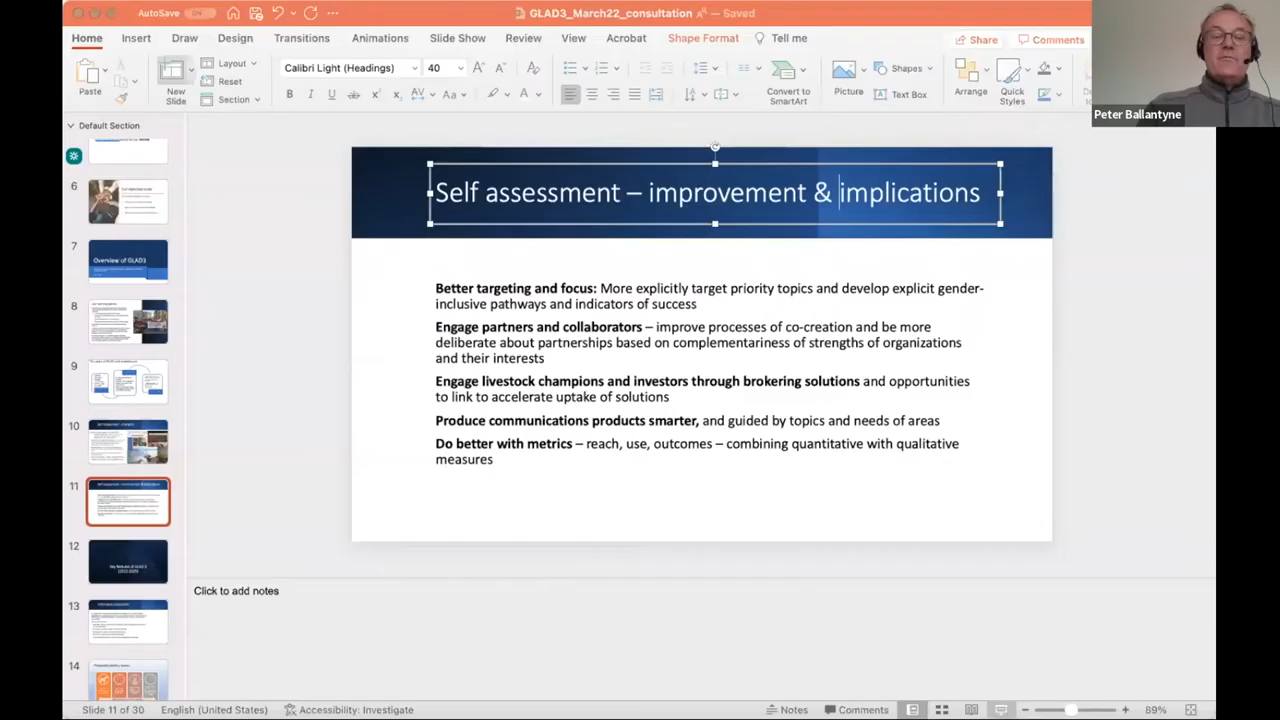 AutoSave
GLAD3_March22_consultation
— Saved
Home Insert Draw Design Transitions Animations Slide Show Review View Acrobat Shape Format Tell me
Share Comments
Paste
New
Slide
Layout
Reset
Section
Calibri Light (Headings) 40
B I U
Aa A
Convert to
SmartArt
Picture
Shapes
Text Box
Arrange
Quick
Styles
Peter Ballantyne
Default Section
6
7
Overview of GLAD3
8
9
10
11
12
13
14
Self assessment – improvement & implications
Better targeting and focus: More explicitly target priority topics and develop explicit gender-
inclusive pathways and indicators of success
Engage partners and collaborators – improve processes of cocreation and be more
deliberate about partnerships based on complementariness of strengths of organizations
and their interests
Engage livestock champions and investors through brokering solutions and opportunities
to link to accelerate uptake of solutions
Produce communications products smarter, and guided by topics and needs of areas
Do better with metrics – reach, use, outcomes – combining quantitative with qualitative
measures
Click to add notes
Slide 11 of 30 English (United States) Accessibility: Investigate Notes Comments 89%